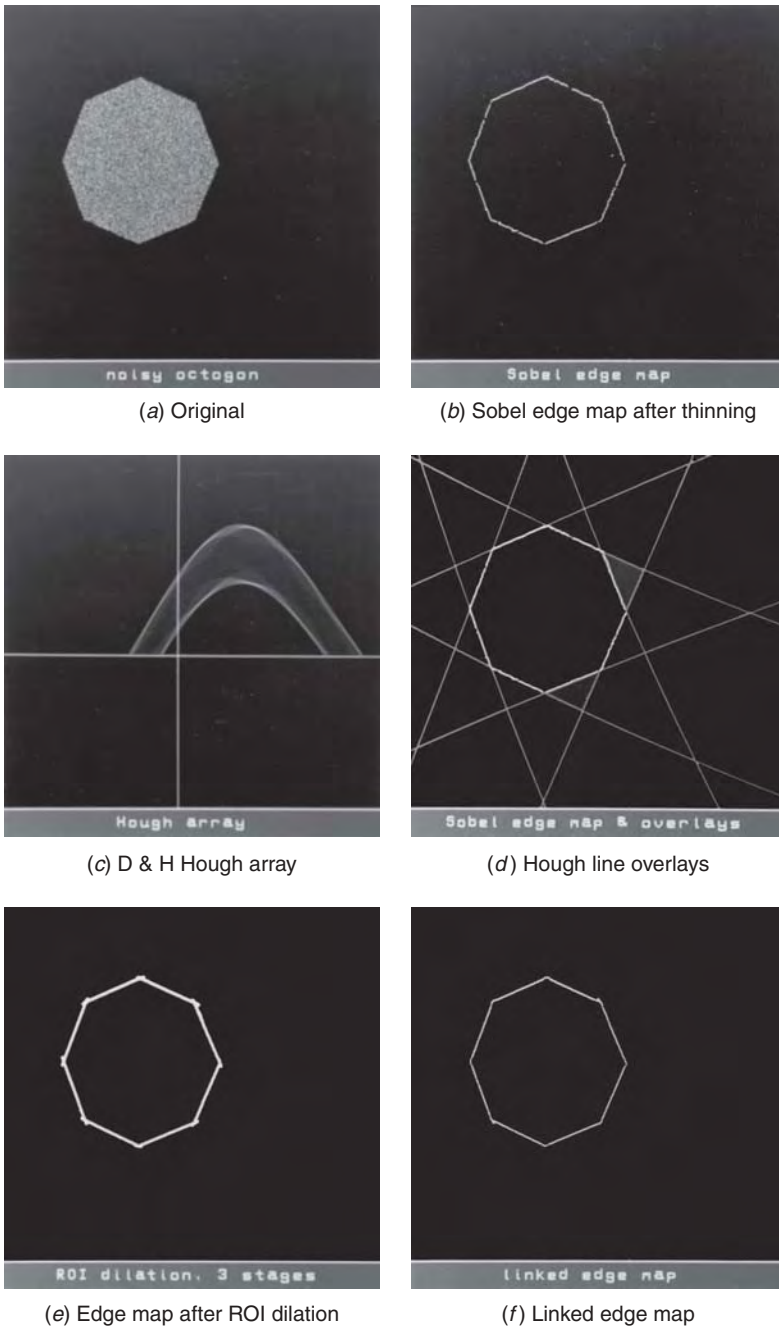 noisy octogon
Sobel edge map
(a) Original
(b) Sobel edge map after thinning
Hough array
Sobel edge map & overlays
(c) D & H Hough array
(d) Hough line overlays
ROI dilation, 3 stages
linked edge map
(e) Edge map after ROI dilation
(f) Linked edge map